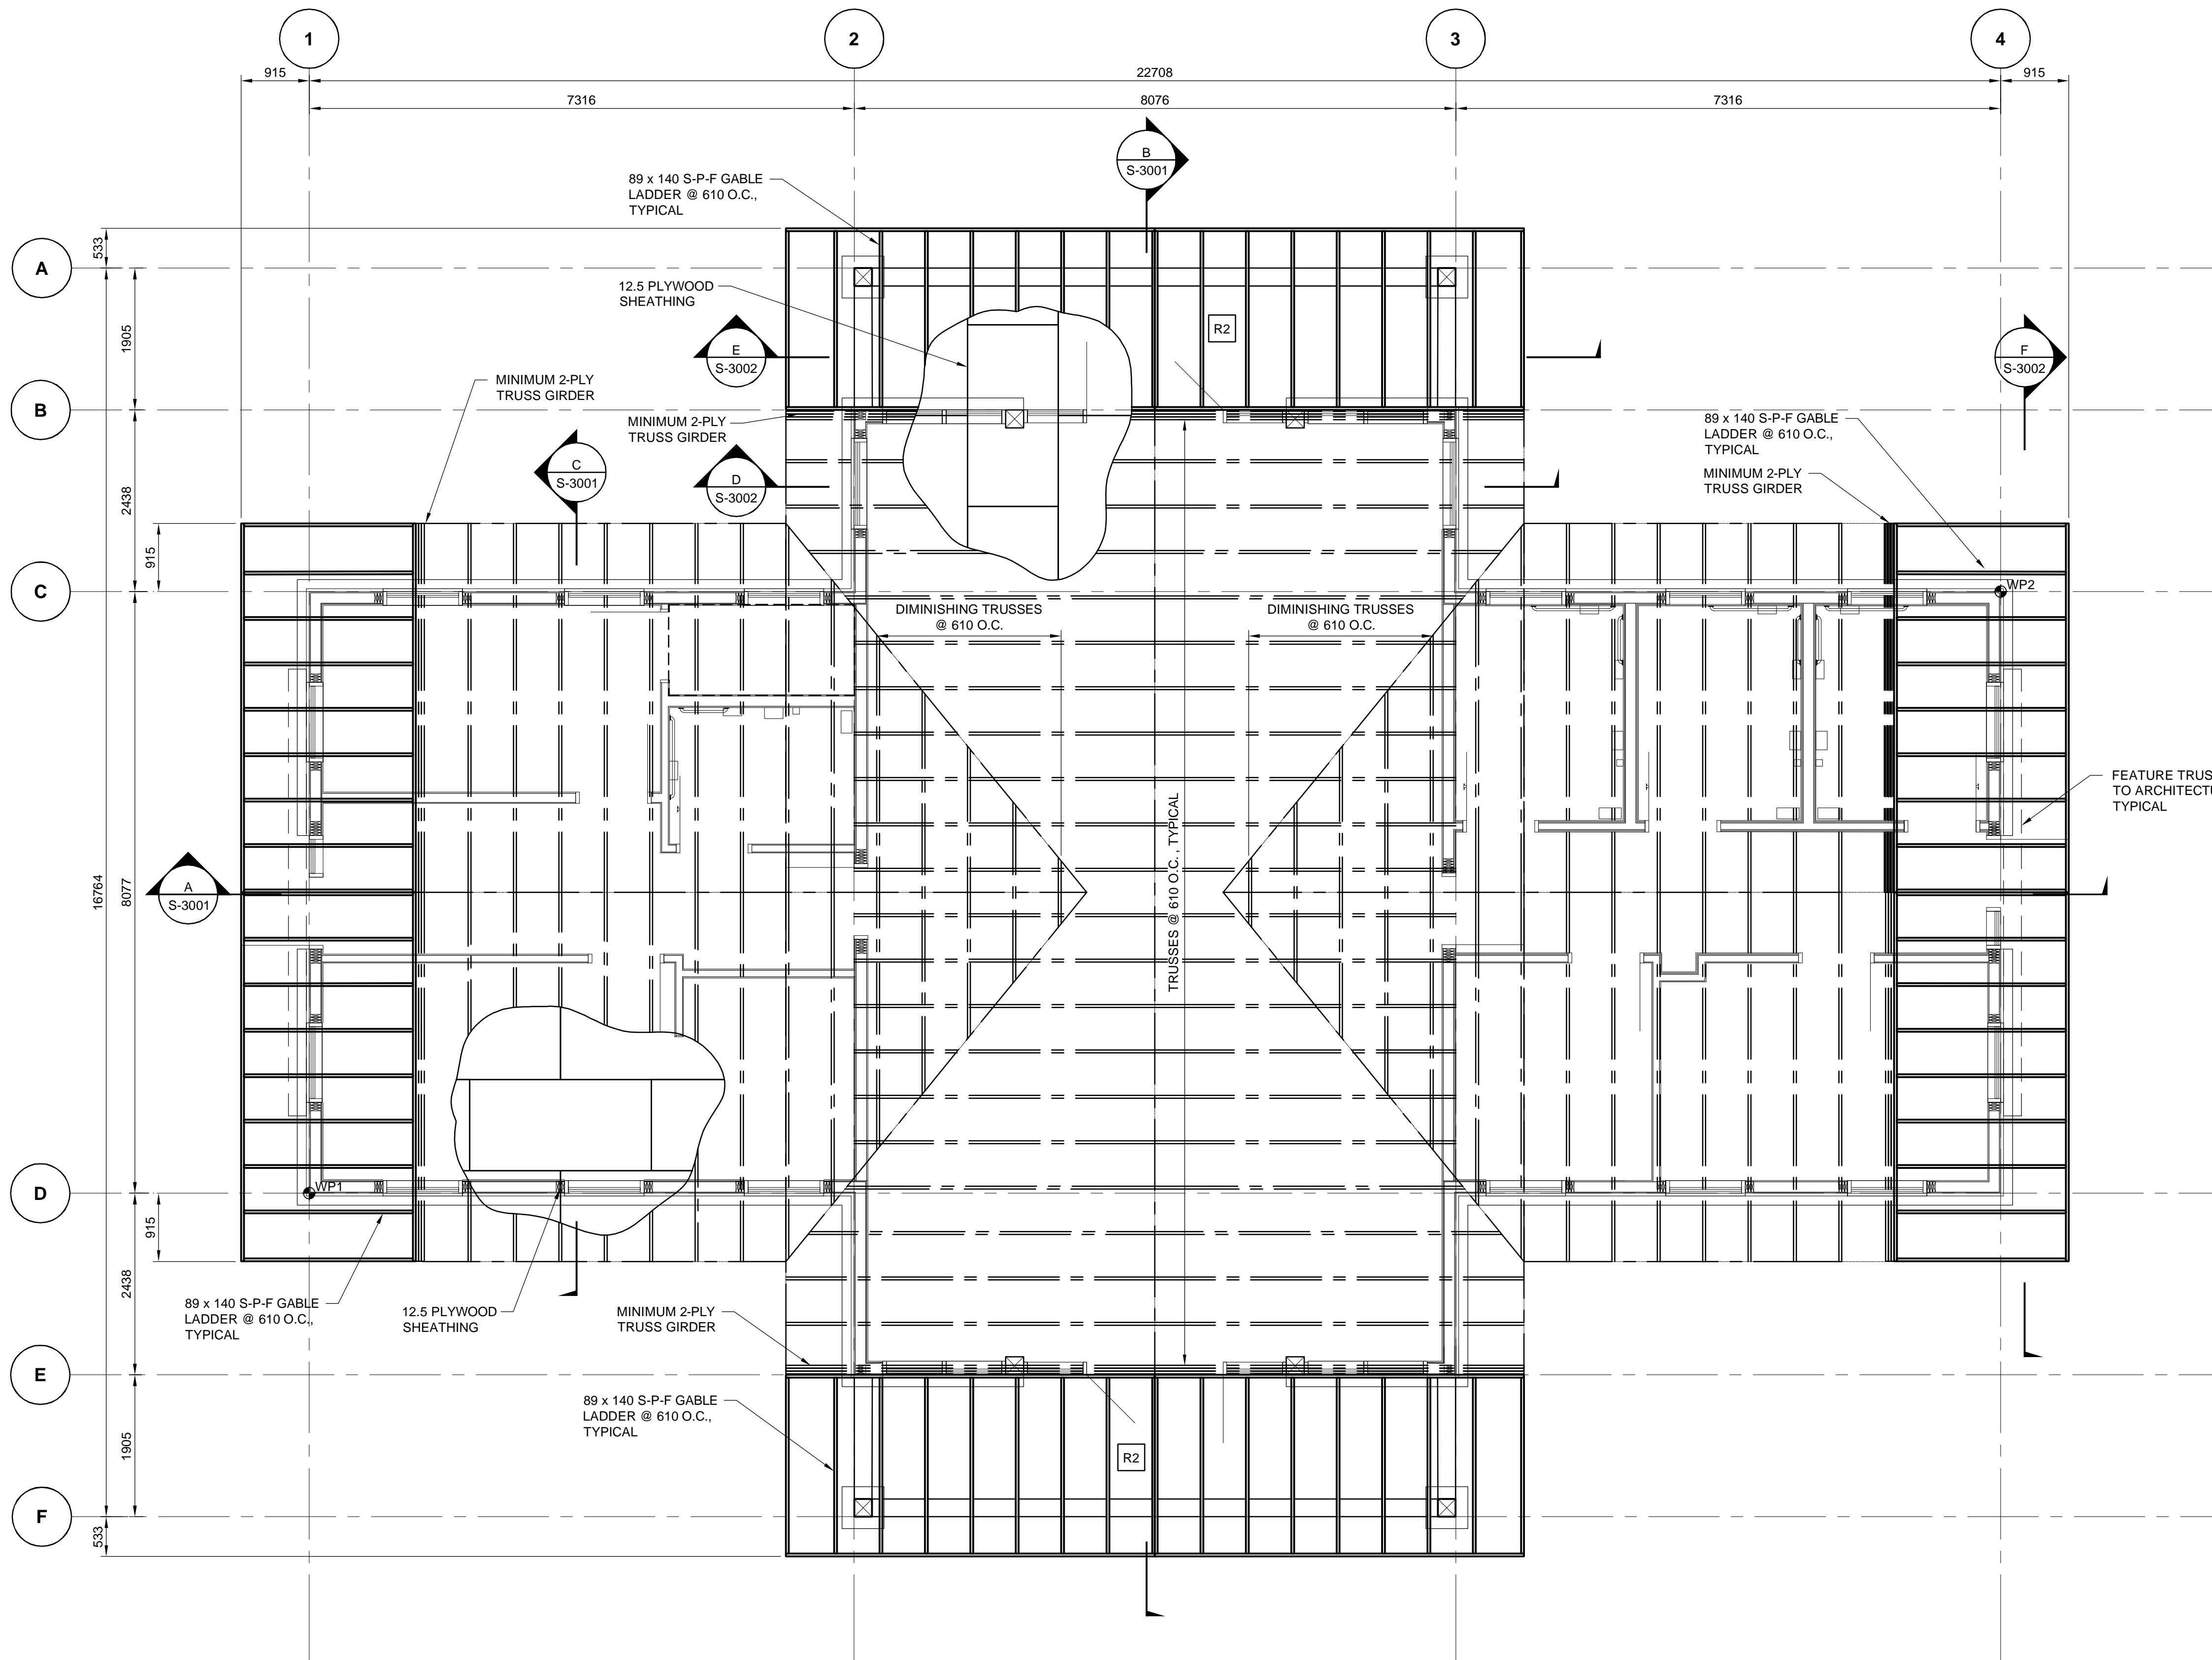 1
2
3
4
915
22708
915
7316
8076
7316
B
S-3001
89 x 140 S-P-F GABLE
LADDER @ 610 O.C.,
TYPICAL
533
A
12.5 PLYWOOD
SHEATHING
1905
R2
E
S-3002
F
S-3002
MINIMUM 2-PLY
TRUSS GIRDER
B
MINIMUM 2-PLY
TRUSS GIRDER
89 x 140 S-P-F GABLE
LADDER @ 610 O.C.,
TYPICAL
C
S-3001
D
S-3002
MINIMUM 2-PLY
TRUSS GIRDER
2438
915
C
WP2
DIMINISHING TRUSSES
@ 610 O.C.
DIMINISHING TRUSSES
@ 610 O.C.
FEATURE TRUS
TO ARCHITECTU
TYPICAL
TRUSSES @ 610 O.C. , TYPICAL
A
S-3001
16764
8077
D
WP1
915
2438
89 x 140 S-P-F GABLE
LADDER @ 610 O.C.,
TYPICAL
12.5 PLYWOOD
SHEATHING
MINIMUM 2-PLY
TRUSS GIRDER
E
89 x 140 S-P-F GABLE
LADDER @ 610 O.C.,
TYPICAL
1905
R2
F
533